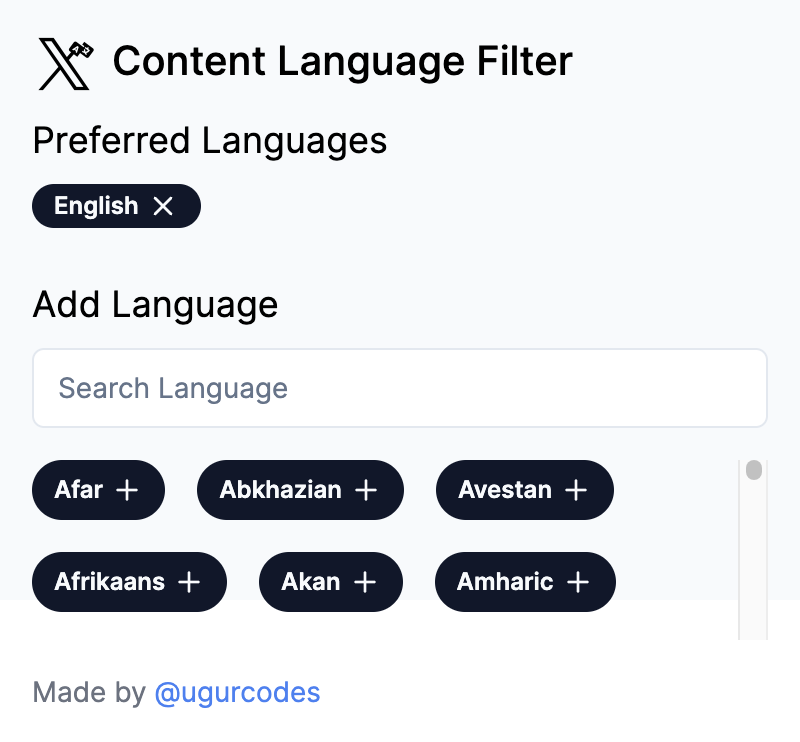 Content Language Filter
Preferred Languages
English
Add Language
Search Language
Afar
Abkhazian
Avestan
Afrikaans
Akan
Amharic
Made by @ugurcodes